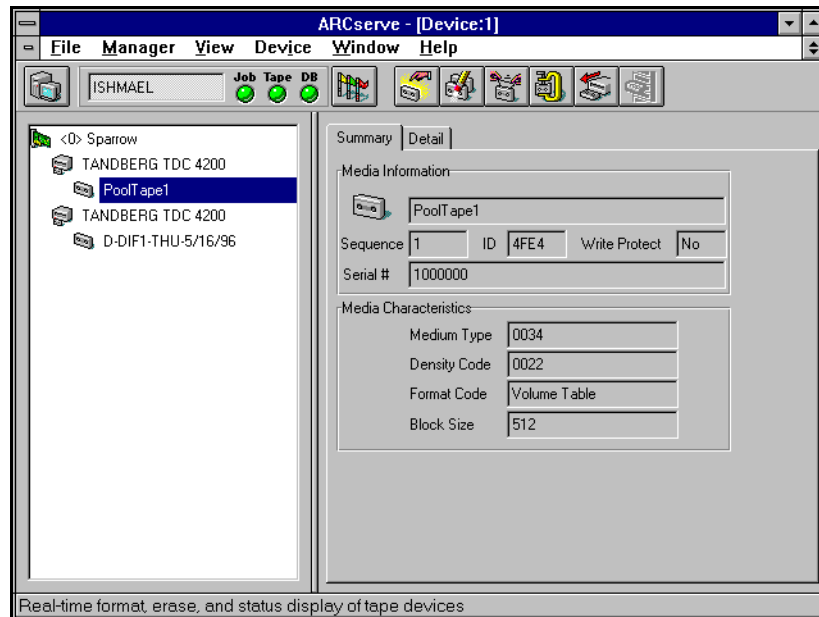 ARCserve - [Device:1]
File Manager View Device Window Help
ISHMAEL Job Tape DB
<0> Sparrow
TANDBERG TDC 4200
PoolTape1
TANDBERG TDC 4200
D-DIF1-THU-5/16/96
Summary Detail
Media Information
PoolTape1
Sequence 1 ID 4FE4 Write Protect No
Serial # 1000000
Media Characteristics
Medium Type 0034
Density Code 0022
Format Code Volume Table
Block Size 512
Real-time format, erase, and status display of tape devices